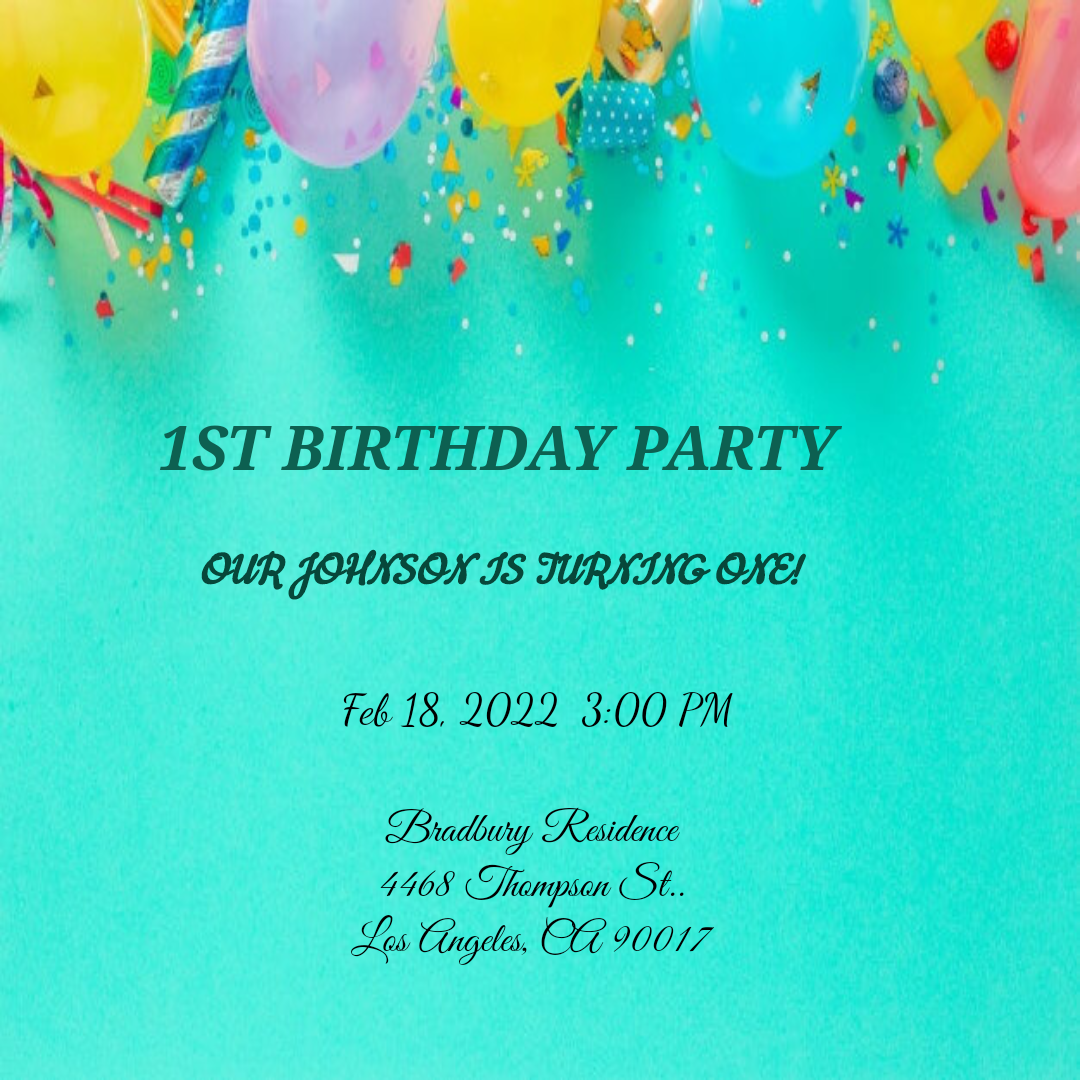 1ST BIRTHDAY PARTY
OUR JOHNSON IS TURNING ONE!
Feb 18, 2022 3:00 PM
Bradbury Residence
4468 Thompson St..
Los Angeles, CA 90017